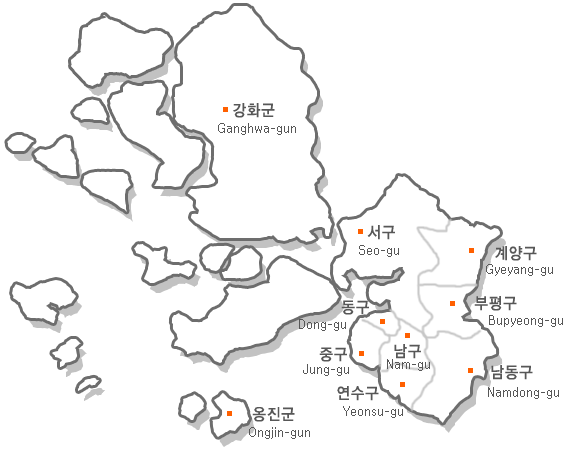 강화군
Ganghwa-gun
서구
Seo-gu
계양구
Gyeyang-gu
부평구
Bupyeong-gu
동구
Dong-gu
중구
Jung-gu
남구
Nam-gu
남동구
Namdong-gu
연수구
Yeonsu-gu
옹진군
Ongjin-gun